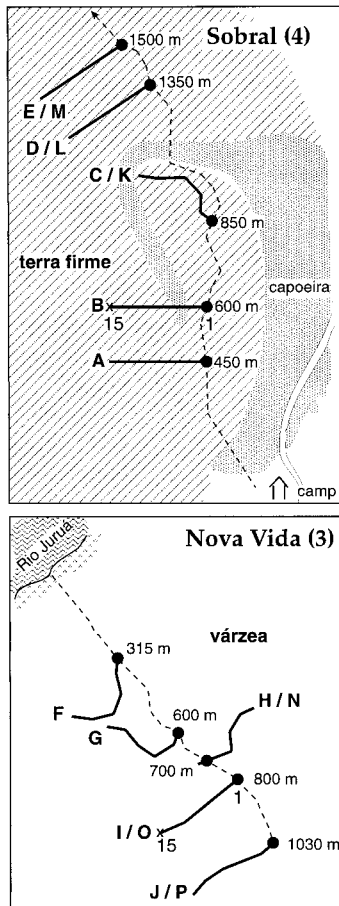 Sobral (4)
1500 m
1350 m
E / M
D / L
C / K
850 m
terra firme
capoeira
B
15
1
600 m
A
450 m
camp
Nova Vida (3)
Rio Juruá
várzea
315 m
F
G
600 m
H / N
700 m
800 m
1
I / O
15
1030 m
J / P